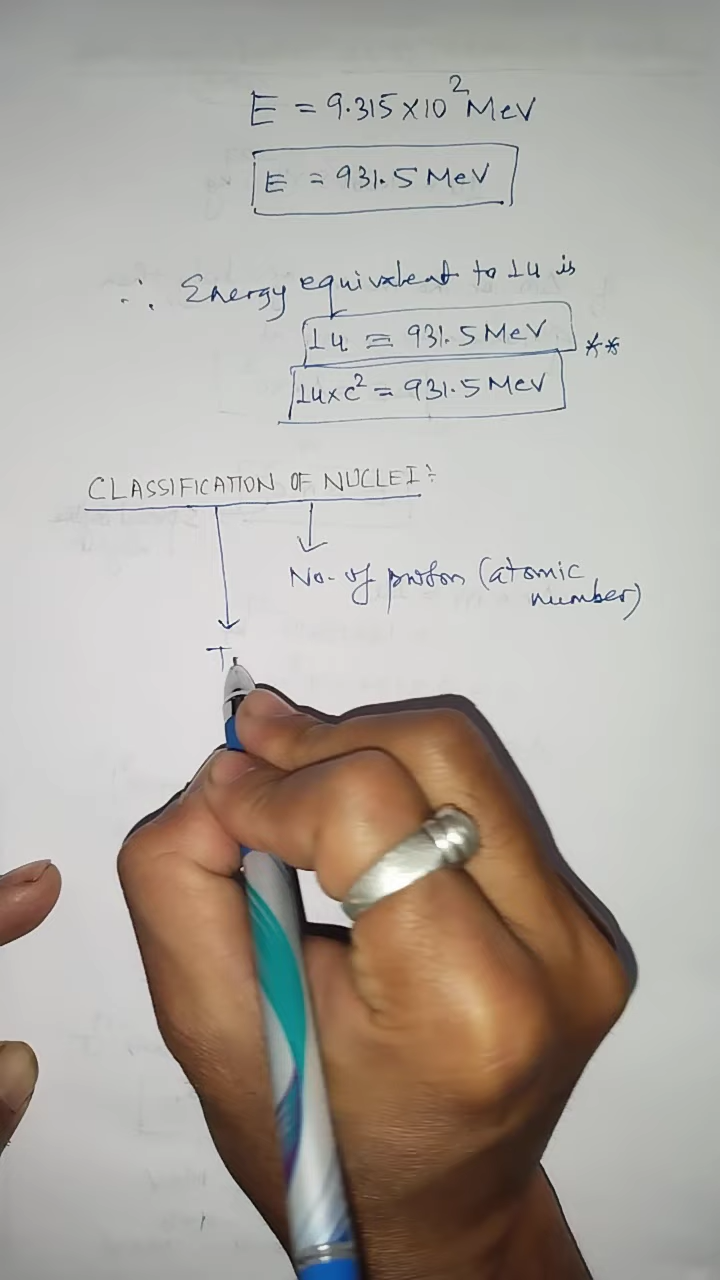 E = 9.315×10² MeV
E = 931.5 MeV
∴ Energy equivalent to 1u is
1u ≡ 931.5 MeV **
1u×c² = 931.5 MeV
CLASSIFICATION OF NUCLEI:
No. of proton (atomic
number)
T